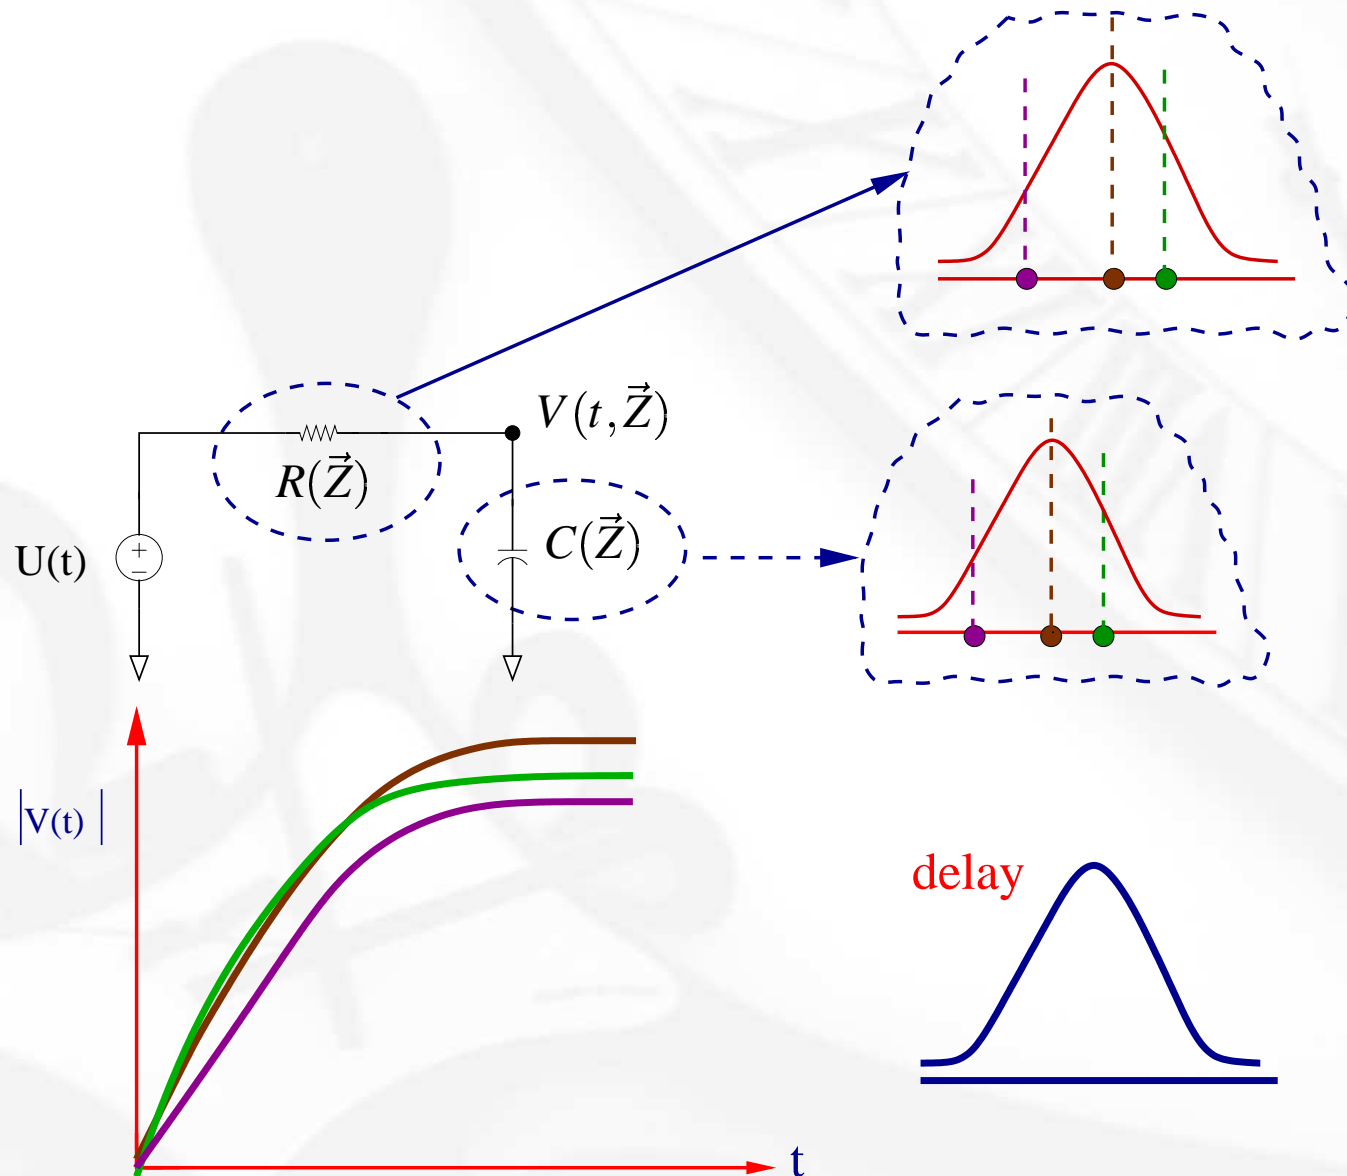 V(t,Z⃗)
R(Z⃗)
C(Z⃗)
U(t)
+
−
|V(t)|
delay
t